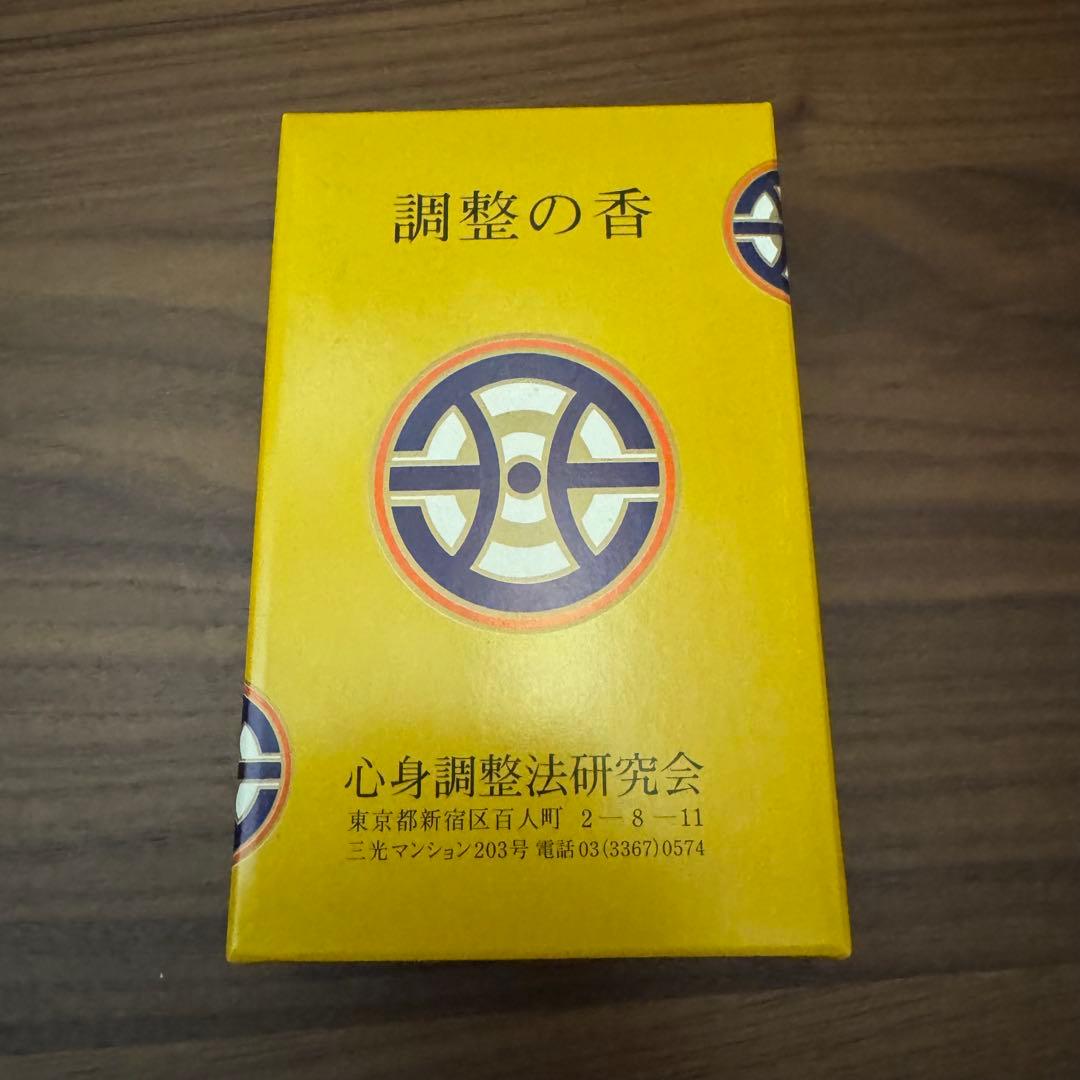 調整の香
心身調整法研究会
東京都新宿区百人町 2－8－11
三光マンション203号 電話03(3367)0574